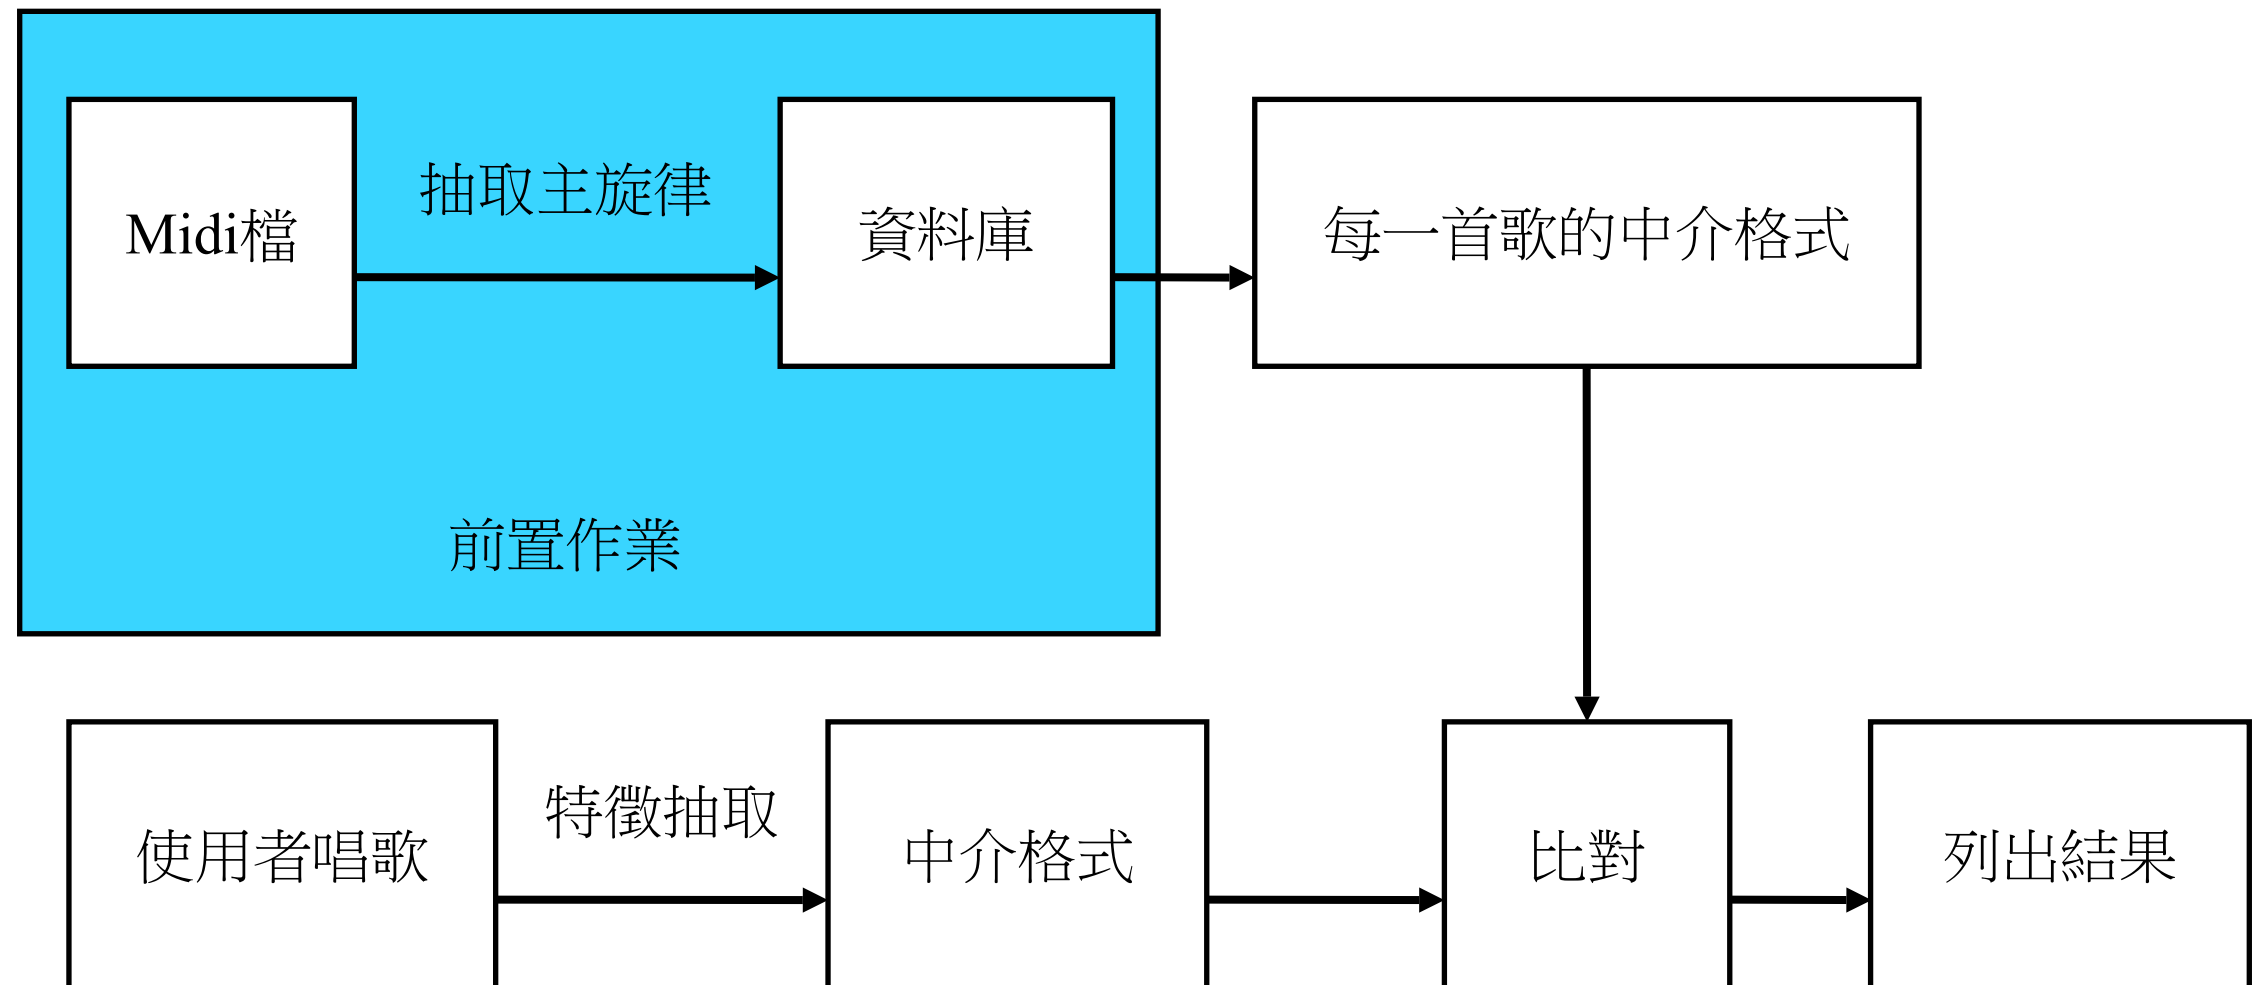 Midi檔
抽取主旋律
資料庫
每一首歌的中介格式
前置作業
使用者唱歌
特徵抽取
中介格式
比對
列出結果